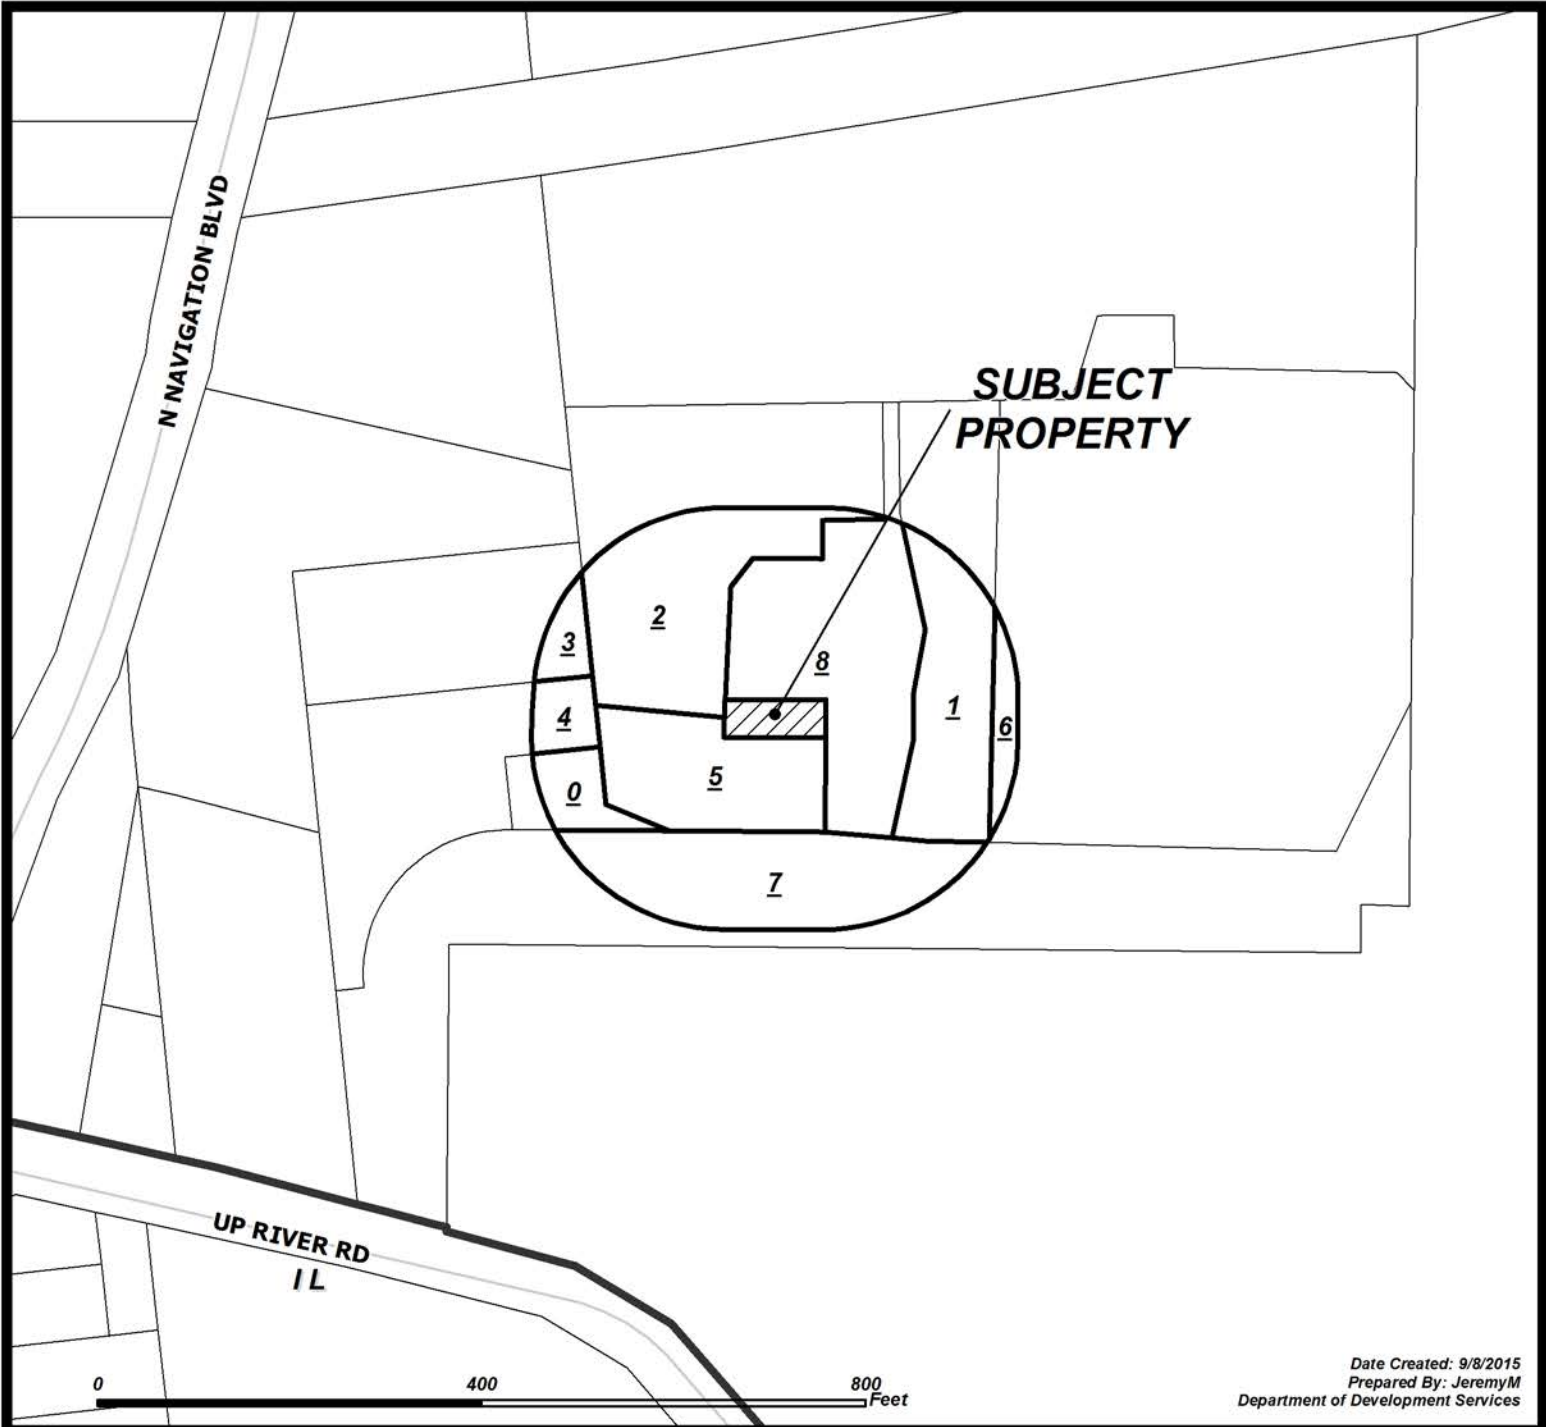 N NAVIGATION BLVD
SUBJECT
PROPERTY
2
3
8
4
1
6
5
0
7
UP RIVER RD
IL
0 400 800
Feet
Date Created: 9/8/2015
Prepared By: JeremyM
Department of Development Services